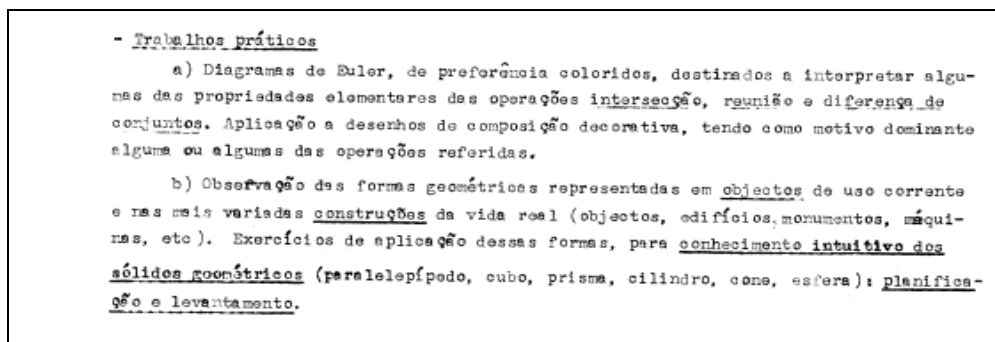 - Trabalhos práticos
a) Diagramas de Euler, de preferência coloridos, destinados a interpretar algu-
mas das propriedades elementares das operações intersecção, reunião e diferença de
conjuntos. Aplicação a desenhos de composição decorativa, tendo como motivo dominante
alguma ou algumas das operações referidas.
b) Observação das formas geométricas representadas em objectos de uso corrente
e nas mais variadas construções da vida real (objectos, edifícios, monumentos, máqui-
nas, etc ). Exercícios de aplicação dessas formas, para conhecimento intuitivo dos
sólidos geométricos (paralelepípedo, cubo, prisma, cilindro, cone, esfera): planifica-
ção e levantamento.